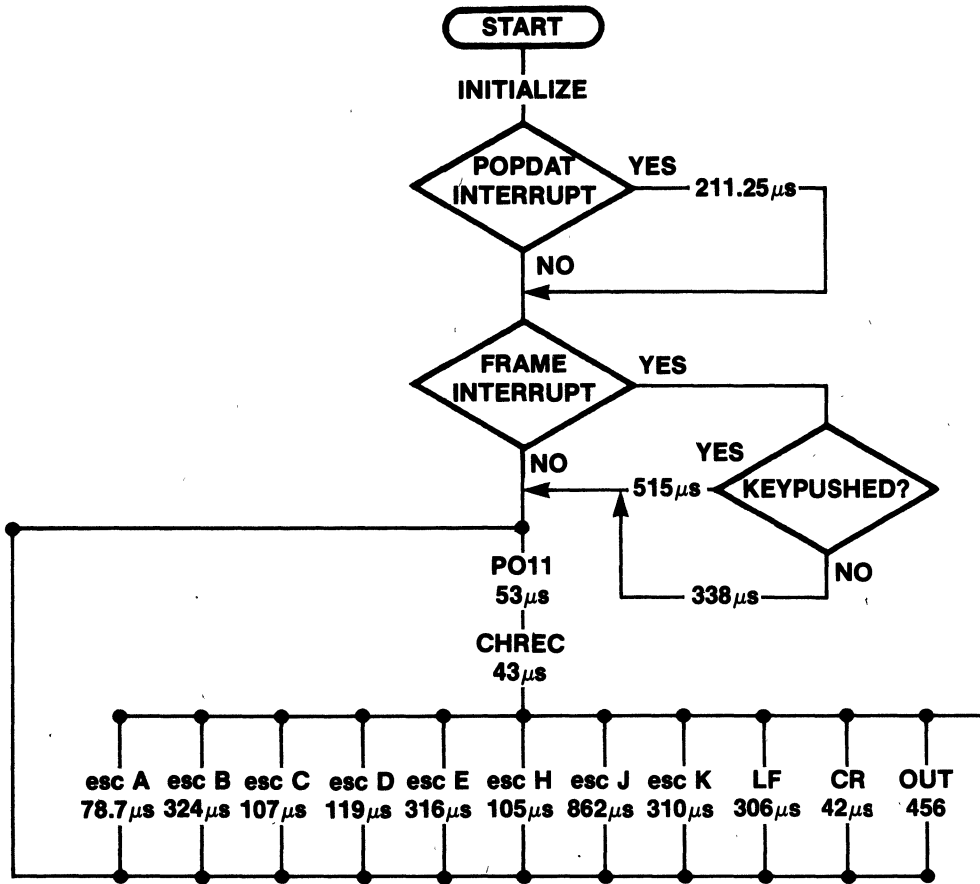 START
INITIALIZE
POPDAT
INTERRUPT
YES
211.25μs
NO
FRAME
INTERRUPT
YES
NO
YES
515μs
KEYPUSHED?
NO
338μs
PO11
53μs
CHREC
43μs
esc A
78.7μs
esc B
324μs
esc C
107μs
esc D
119μs
esc E
316μs
esc H
105μs
esc J
862μs
esc K
310μs
LF
306μs
CR
42μs
OUT
456